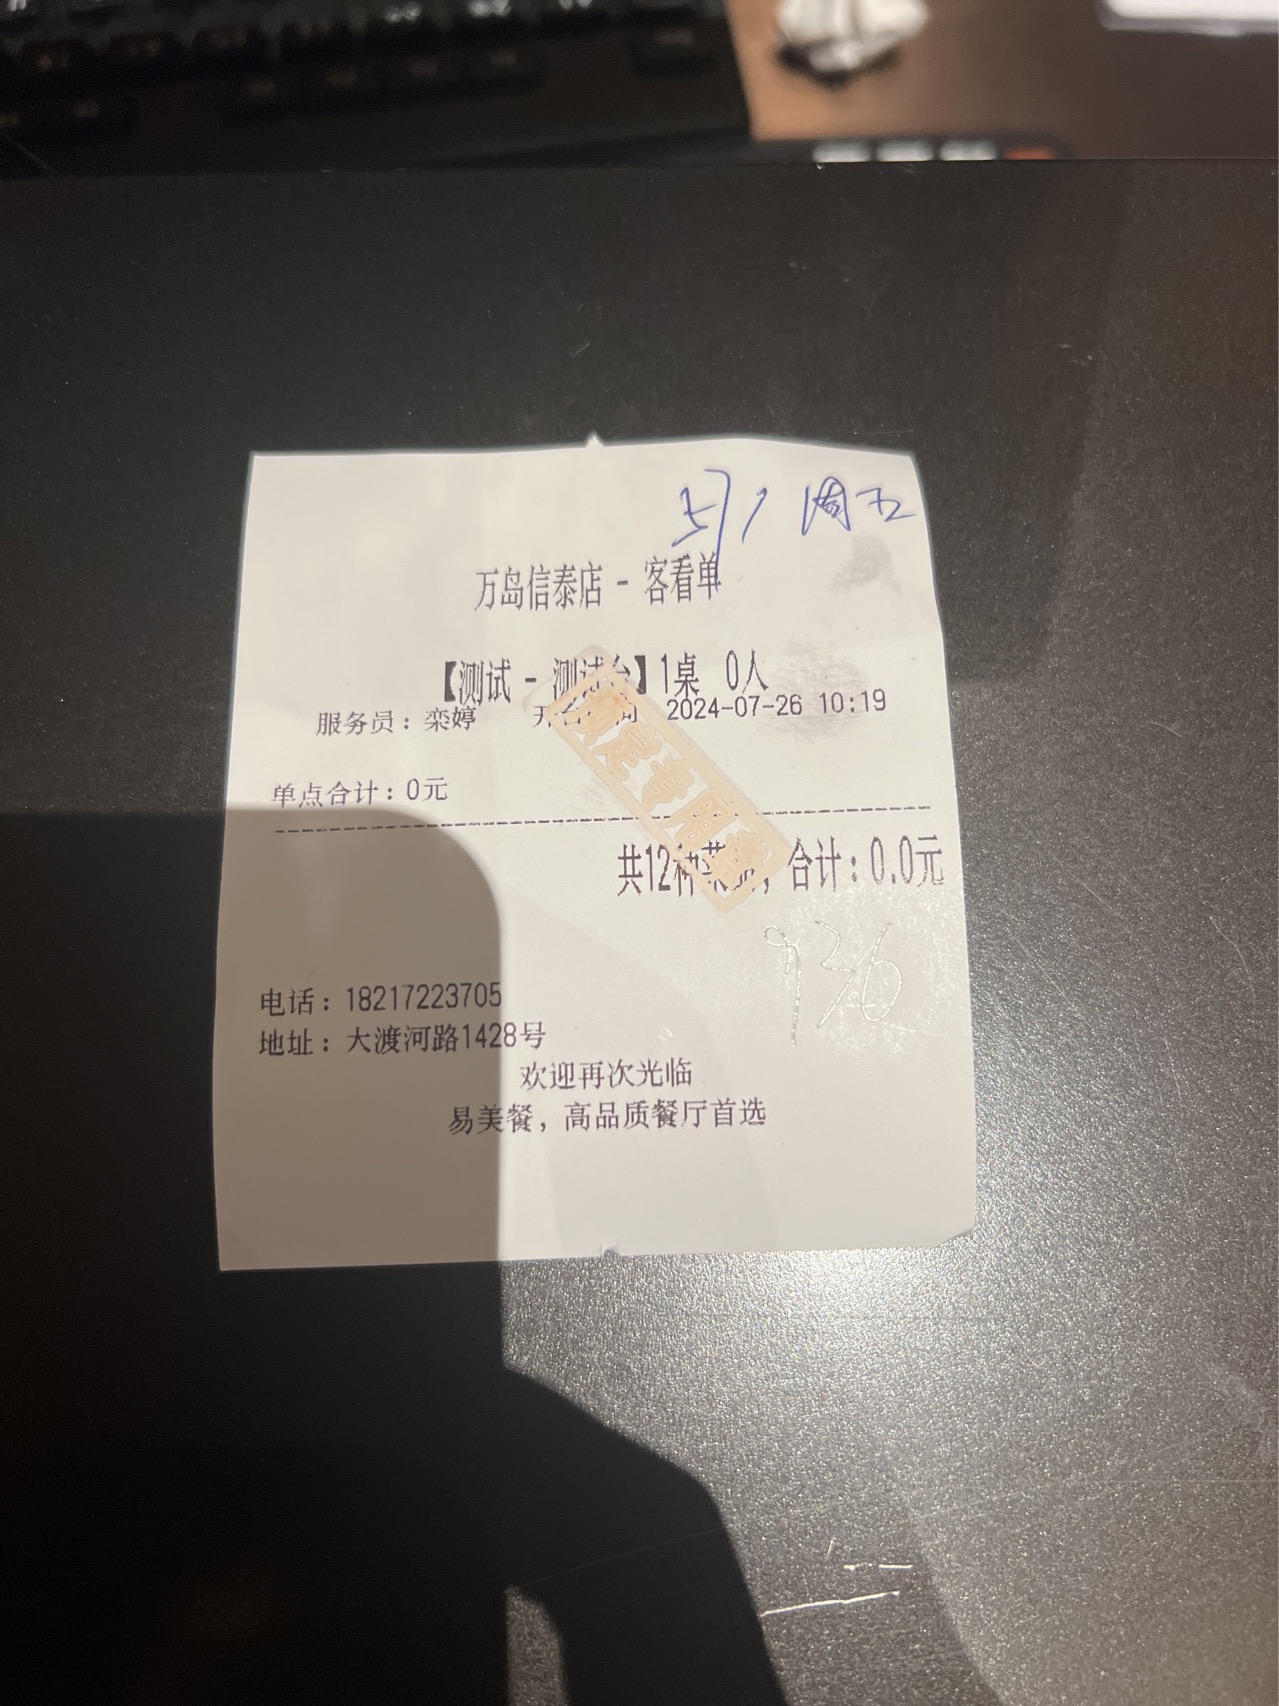 周五
万岛信泰店 - 客看单
【测试 - 测试台】1桌 0人
服务员：栾婷 开台时间 2024-07-26 10:19
单点合计：0元
共12种菜品，合计：0.0元
936
电话：18217223705
地址：大渡河路1428号
欢迎再次光临
易美餐，高品质餐厅首选